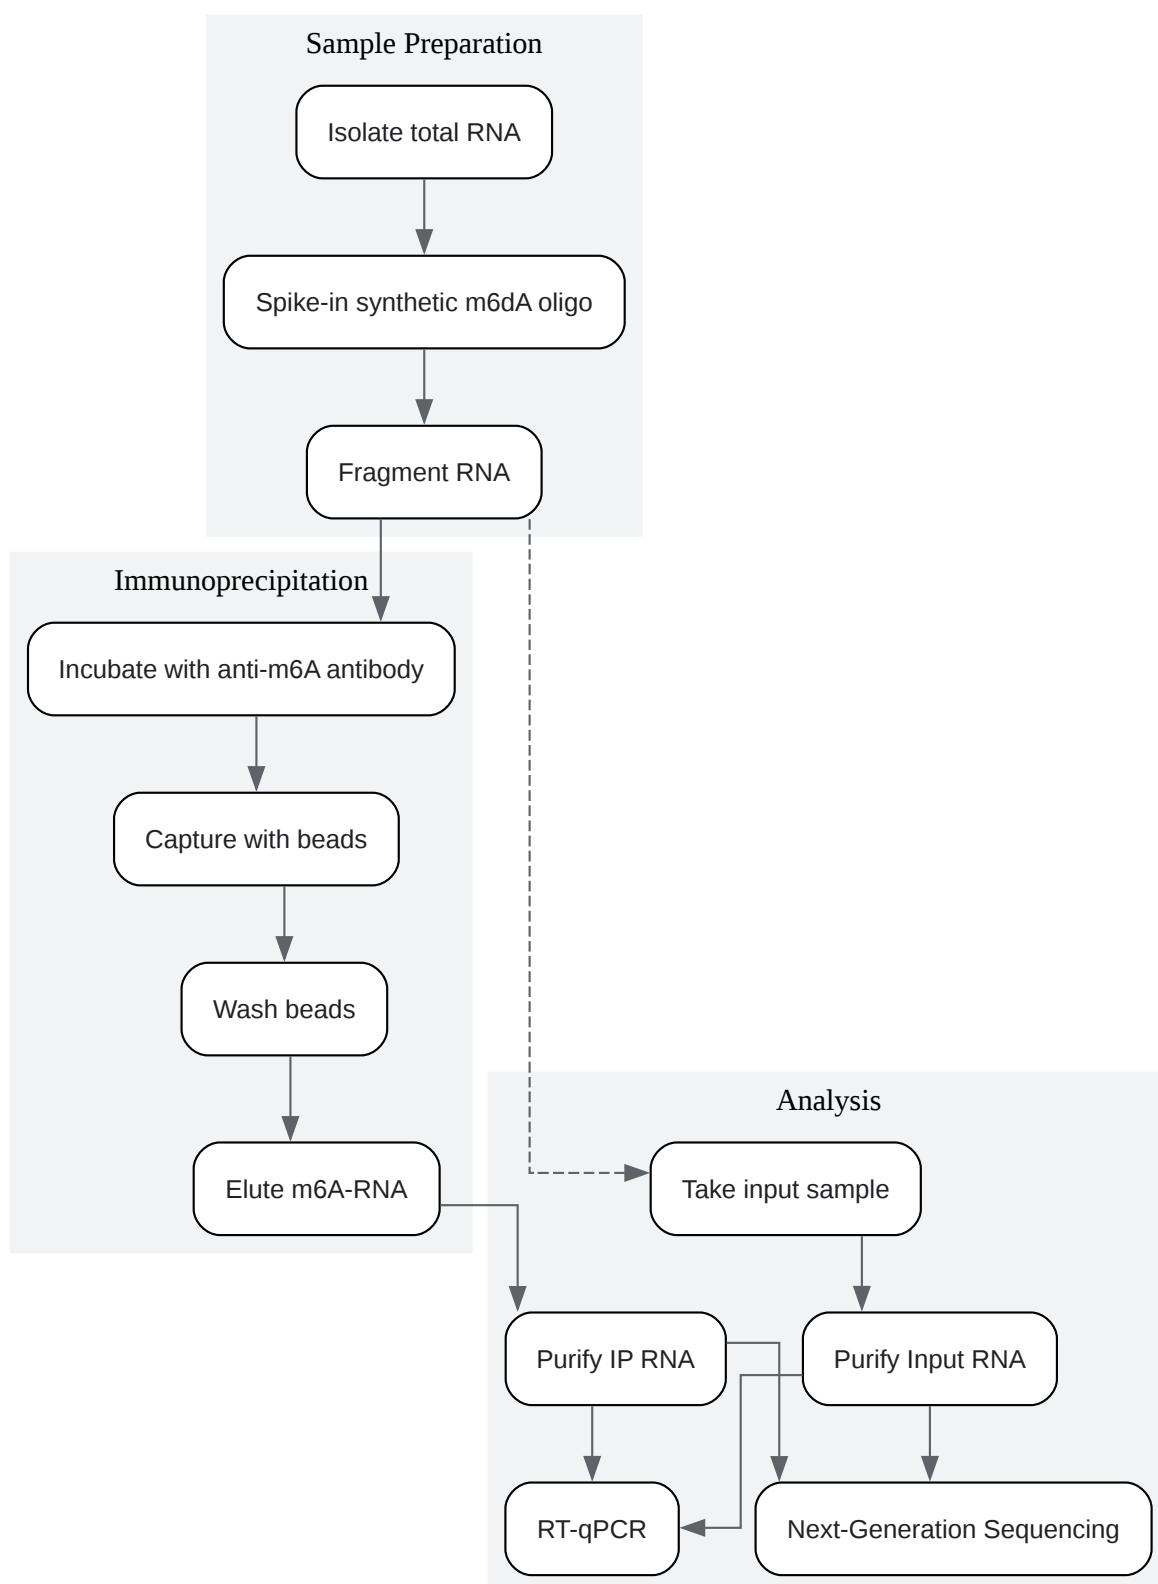 Sample Preparation
Isolate total RNA
Spike-in synthetic m6dA oligo
Fragment RNA
Immunoprecipitation
Incubate with anti-m6A antibody
Capture with beads
Wash beads
Elute m6A-RNA
Analysis
Take input sample
Purify IP RNA
Purify Input RNA
RT-qPCR
Next-Generation Sequencing